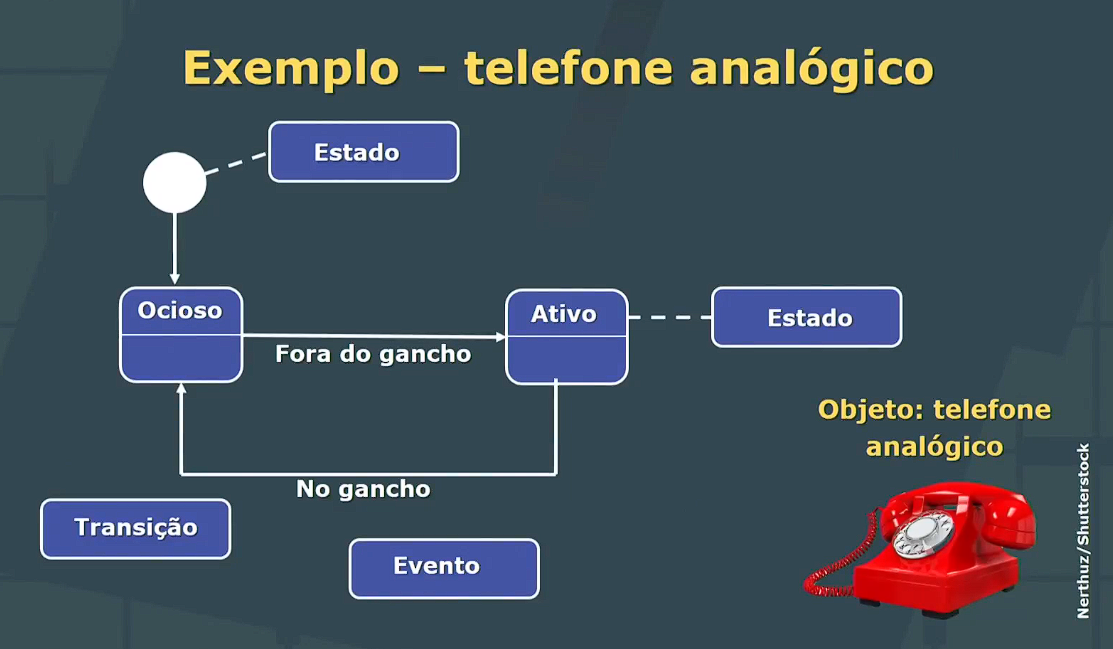 Exemplo – telefone analógico
Estado
Ocioso
Ativo
Estado
Fora do gancho
Objeto: telefone
analógico
No gancho
Transição
Evento
Nerthuz/Shutterstock